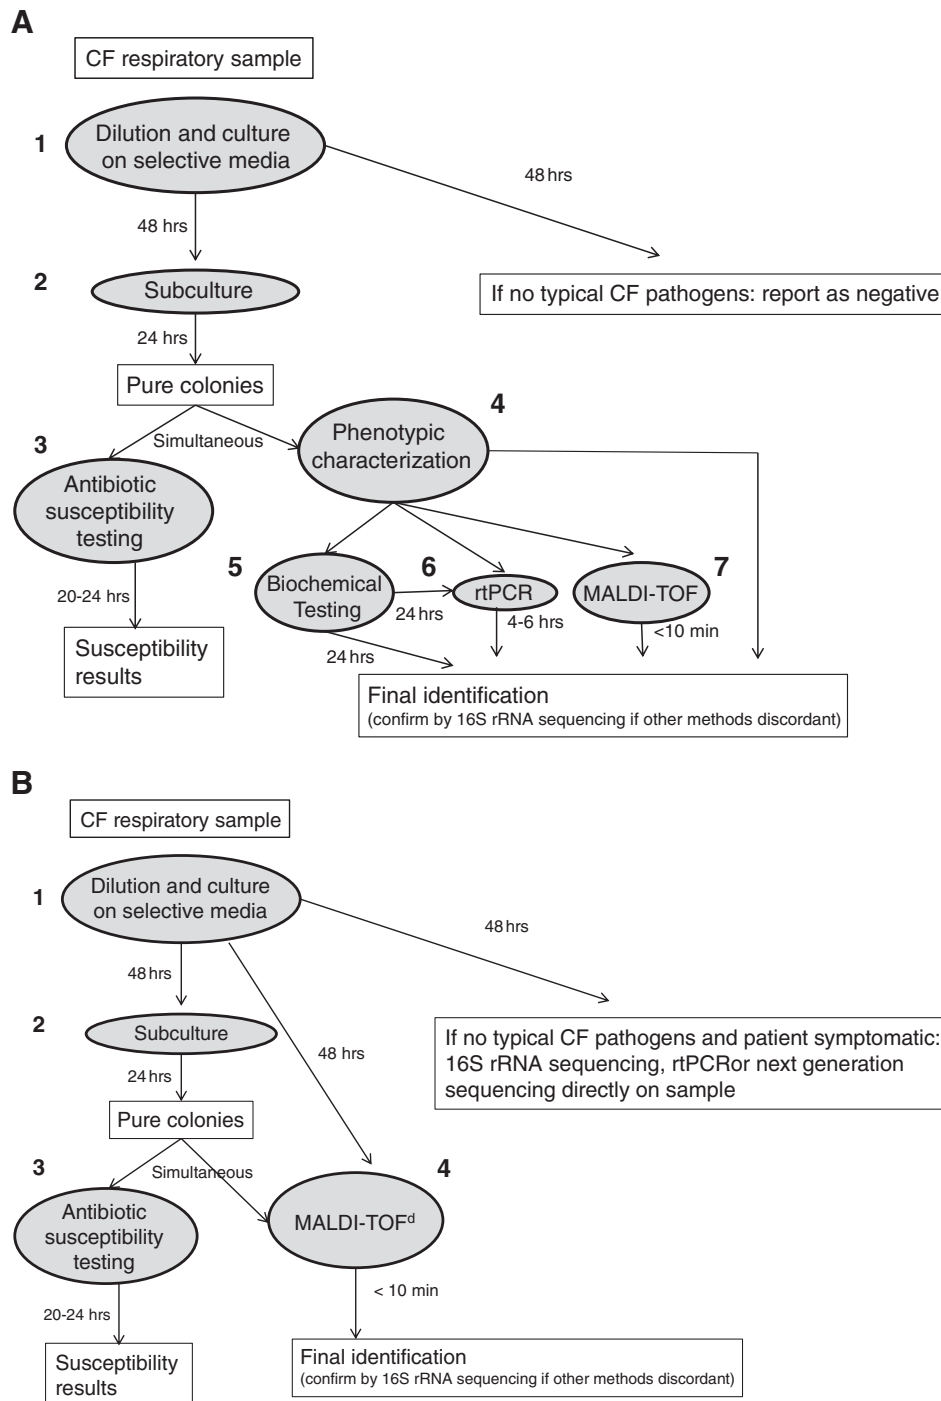 A
CF respiratory sample
1
Dilution and culture
on selective media
48 hrs
48 hrs
2
Subculture
If no typical CF pathogens: report as negative
24 hrs
Pure colonies
4
Simultaneous
Phenotypic
characterization
3
Antibiotic
susceptibility
testing
5
Biochemical
Testing
24 hrs
6
rtPCR
7
MALDI-TOF
20-24 hrs
4-6 hrs
<10 min
24 hrs
Susceptibility
results
Final identification
(confirm by 16S rRNA sequencing if other methods discordant)
B
CF respiratory sample
1
Dilution and culture
on selective media
48 hrs
48 hrs
2
Subculture
48 hrs
If no typical CF pathogens and patient symptomatic:
16S rRNA sequencing, rtPCRor next generation
sequencing directly on sample
24 hrs
Pure colonies
3
Simultaneous
4
Antibiotic
susceptibility
testing
MALDI-TOFᵈ
20-24 hrs
< 10 min
Susceptibility
results
Final identification
(confirm by 16S rRNA sequencing if other methods discordant)